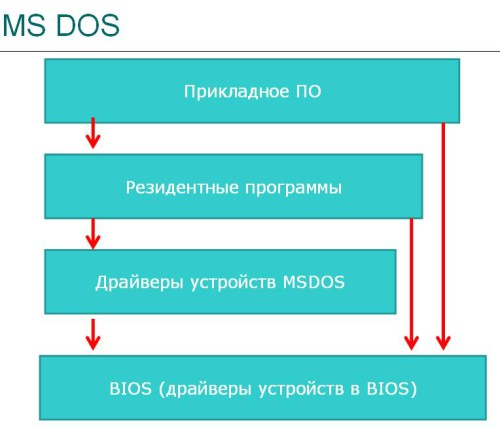 MS DOS
Прикладное ПО
Резидентные программы
Драйверы устройств MSDOS
BIOS (драйверы устройств в BIOS)